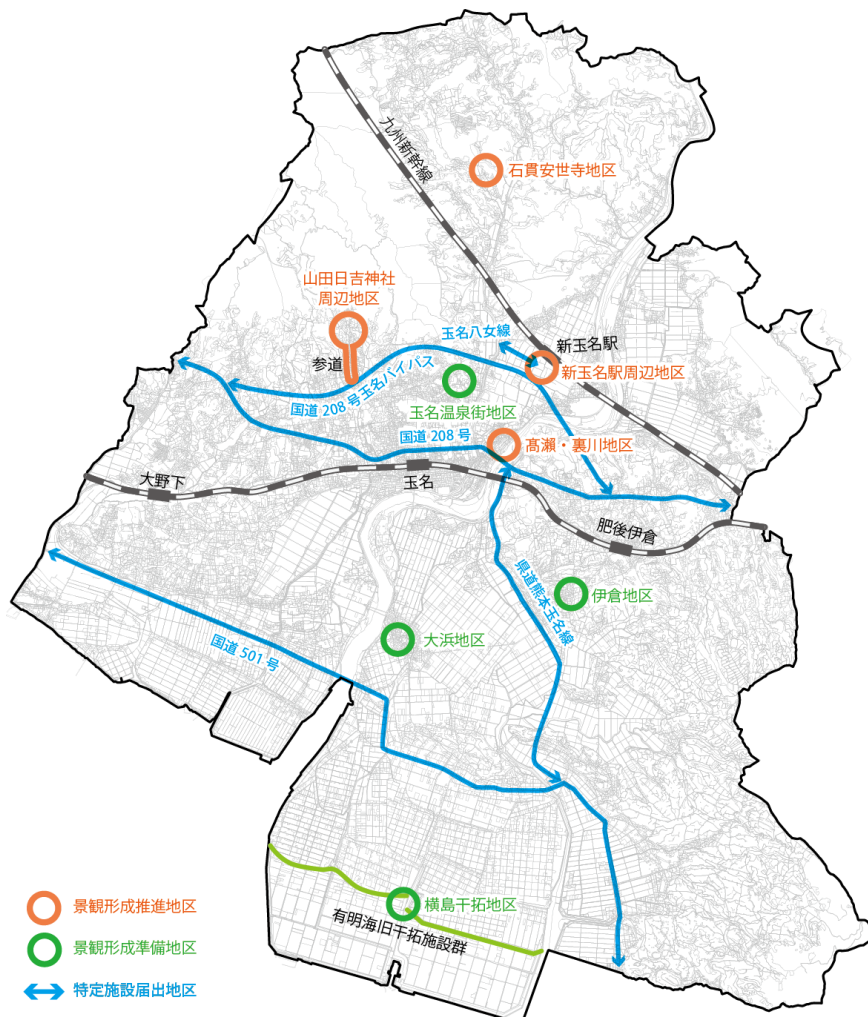 九州新幹線
石貫安世寺地区
山田日吉神社
周辺地区
玉名八女線
新玉名駅
参道
新玉名駅周辺地区
国道 208 号玉名バイパス
玉名温泉街地区
国道 208 号
髙瀬・裏川地区
大野下
玉名
肥後伊倉
県道熊本玉名線
伊倉地区
大浜地区
国道 501 号
横島干拓地区
有明海旧干拓施設群
景観形成推進地区
景観形成準備地区
特定施設届出地区